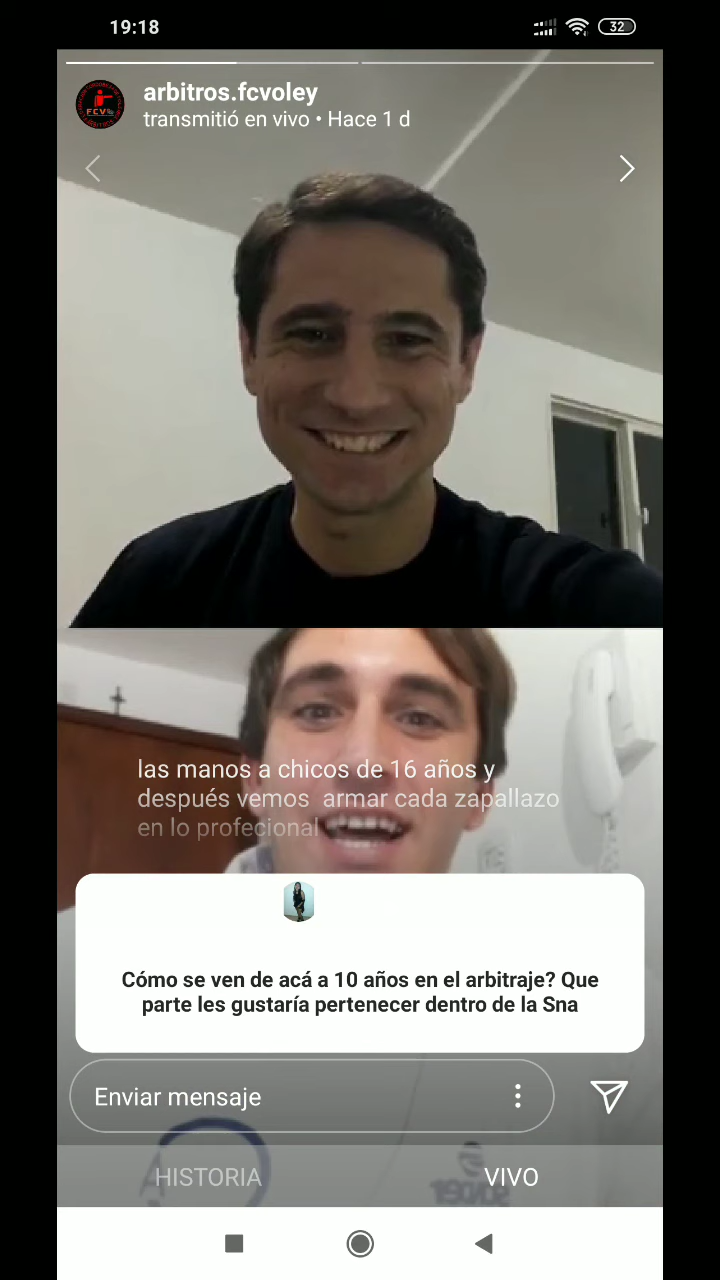 19:18
32
arbitros.fcvoley
transmitió en vivo • Hace 1 d
FCV
las manos a chicos de 16 años y
después vemos armar cada zapallazo
en lo profecional
Cómo se ven de acá a 10 años en el arbitraje? Que
parte les gustaría pertenecer dentro de la Sna
Enviar mensaje
HISTORIA
VIVO